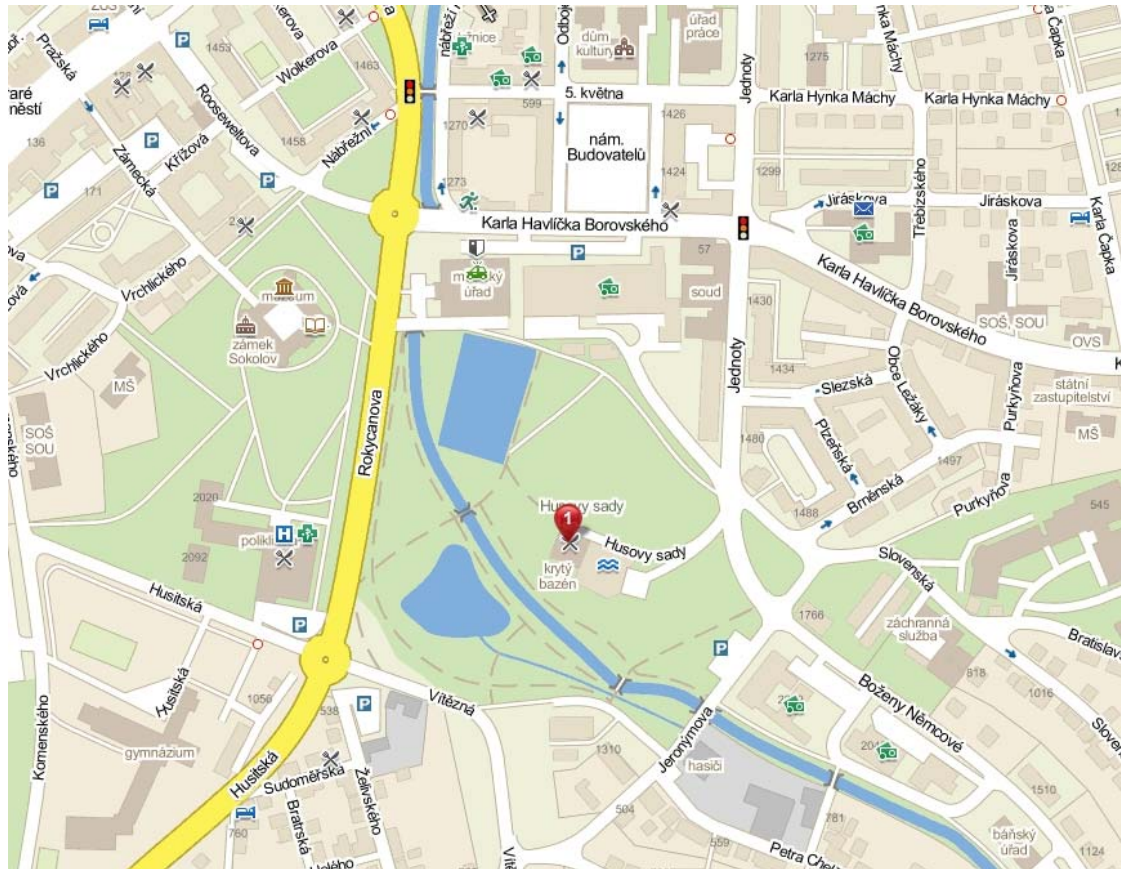 Pražská
Wolkerova
1453
1463
136
171
Zámecká
Křížová
Rooseveltova
1458
Nábřežní
1270
1273
599
5. května
dům
kultury
úřad
práce
nám.
Budovatelů
1426
1424
Jednoty
1275
Karla Hynka Máchy
Karla Hynka Máchy
1299
Jiráskova
Jiráskova
Třebízského
Jiráskova
Karla Čapka
Karla Havlíčka Borovského
Karla Havlíčka Borovského
57
soud
úřad
muzeum
zámek
Sokolov
Vrchlického
Vrchlického
MŠ
SOŠ
SOU
Rokycanova
Jednoty
1430
1434
Slezská
Plzeňská
Obce Ležáky
SOŠ, SOU
OVS
Purkyňova
státní
zastupitelství
MŠ
1480
1488
1497
Brněnská
Purkyňova
545
Husovy sady
1
Husovy sady
krytý
bazén
2020
2092
Husitská
Slovenská
1766
záchranná
služba
818
1016
Komenského
Husitská
1056
538
Vítězná
gymnázium
Husitská
Sudoměřská
760
Bratrská
Želivského
1310
Jeronýmova
hasiči
504
559
781
Boženy Němcové
1510
báňský
úřad
1124